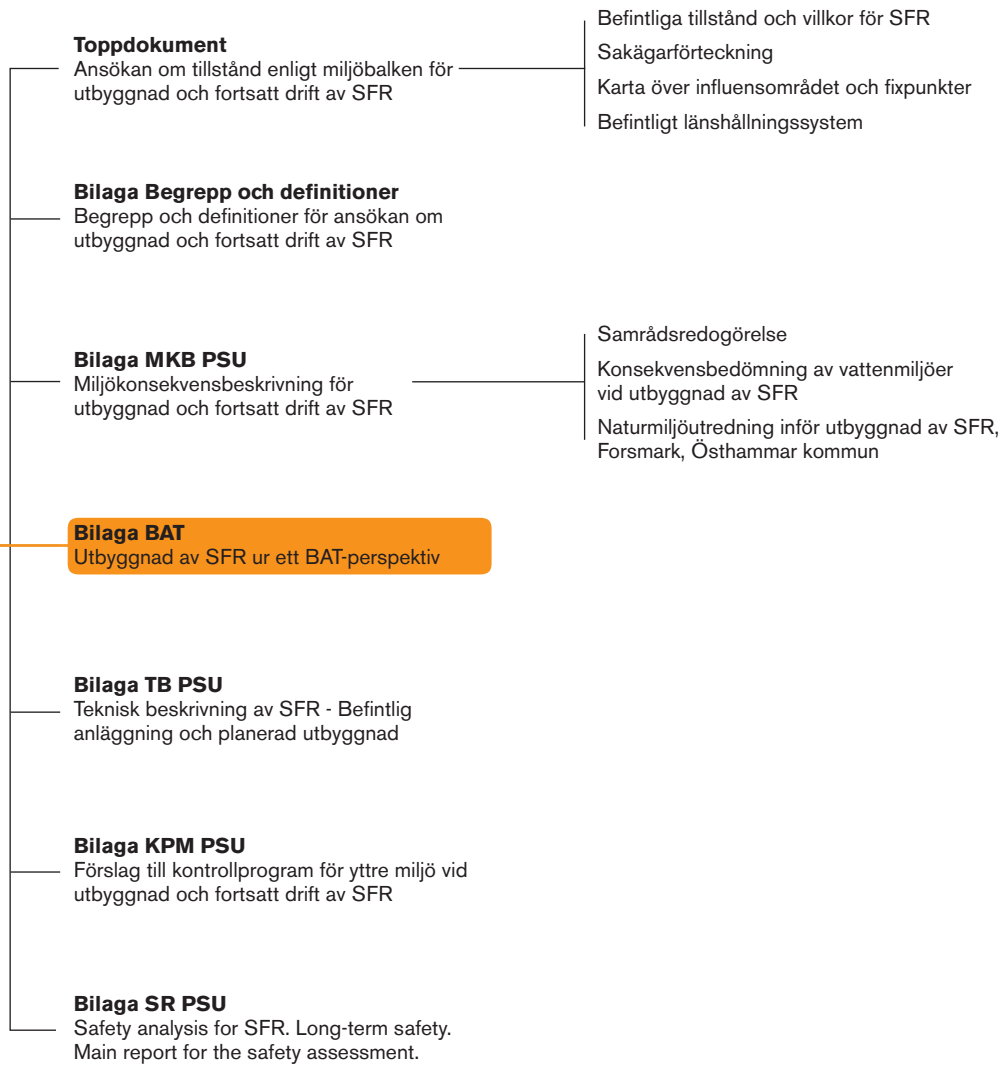 Toppdokument
Ansökan om tillstånd enligt miljöbalken för
utbyggnad och fortsatt drift av SFR
Befintliga tillstånd och villkor för SFR
Sakägarförteckning
Karta över influensområdet och fixpunkter
Befintligt länshållningssystem
Bilaga Begrepp och definitioner
Begrepp och definitioner för ansökan om
utbyggnad och fortsatt drift av SFR
Bilaga MKB PSU
Miljökonsekvensbeskrivning för
utbyggnad och fortsatt drift av SFR
Samrådsredogörelse
Konsekvensbedömning av vattenmiljöer
vid utbyggnad av SFR
Naturmiljöutredning inför utbyggnad av SFR,
Forsmark, Östhammar kommun
Bilaga BAT
Utbyggnad av SFR ur ett BAT-perspektiv
Bilaga TB PSU
Teknisk beskrivning av SFR - Befintlig
anläggning och planerad utbyggnad
Bilaga KPM PSU
Förslag till kontrollprogram för yttre miljö vid
utbyggnad och fortsatt drift av SFR
Bilaga SR PSU
Safety analysis for SFR. Long-term safety.
Main report for the safety assessment.